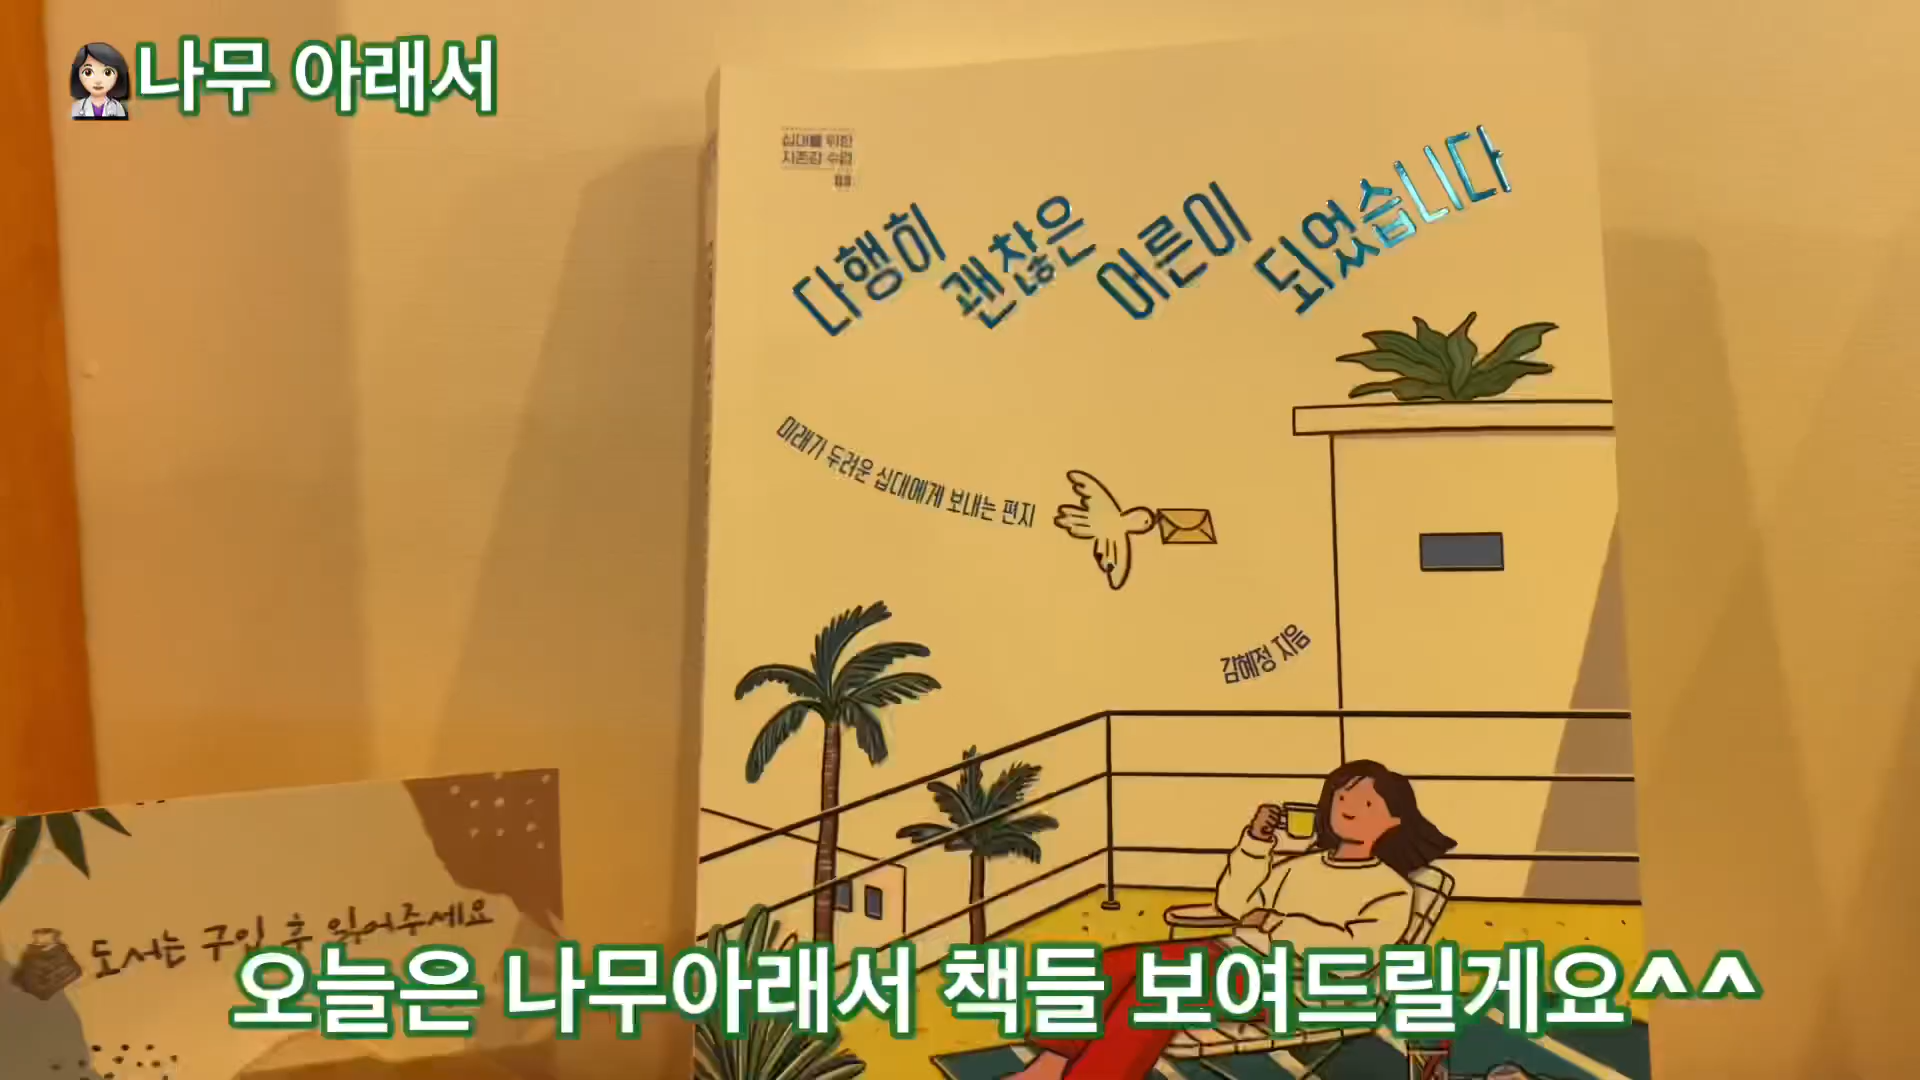 나무 아래서
십대를 위한
자존감 수업
03
다행히 괜찮은 어른이 되었습니다
미래가 두려운 십대에게 보내는 편지
김혜정 지음
도서는 구입 후 읽어주세요
오늘은 나무아래서 책들 보여드릴게요^^